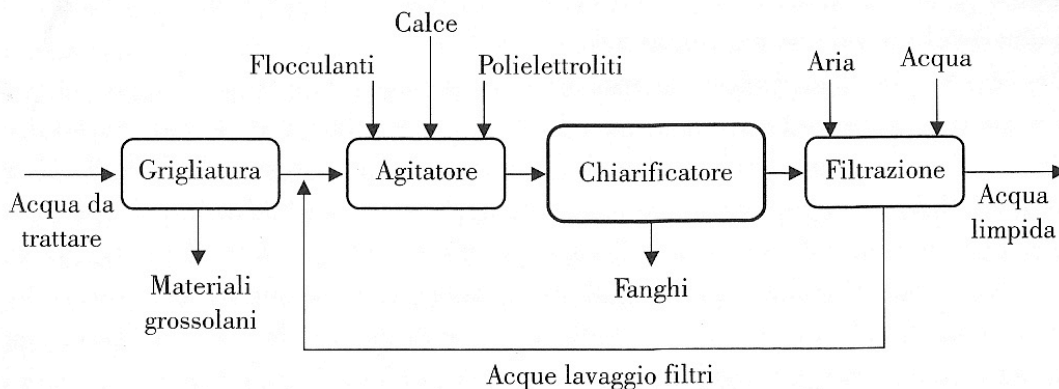 Calce
Flocculanti
Polielettroliti
Aria
Acqua
Grigliatura
Agitatore
Chiarificatore
Filtrazione
Acqua da
trattare
Acqua
limpida
Materiali
grossolani
Fanghi
Acque lavaggio filtri